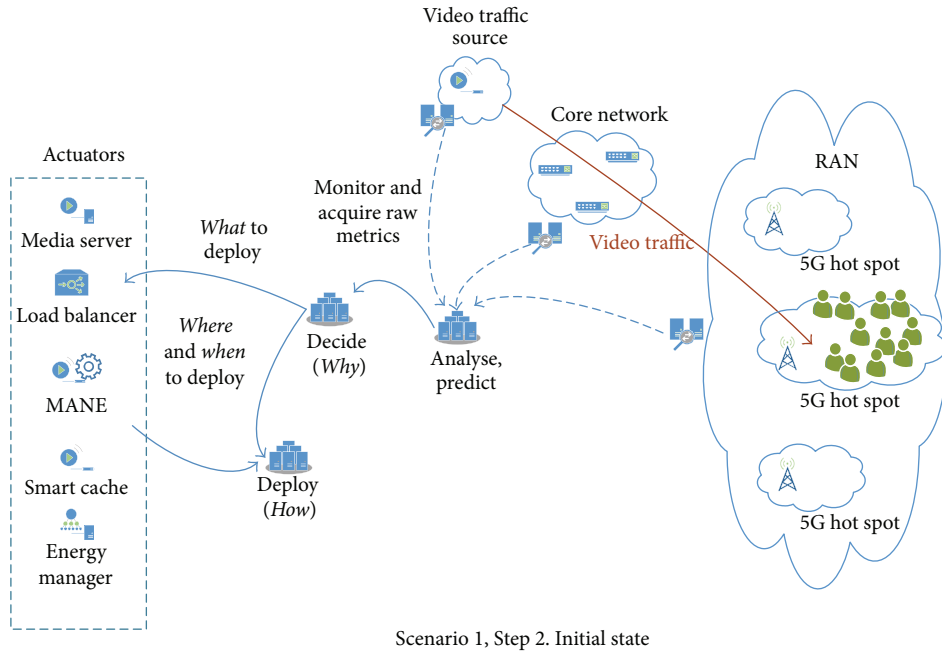 Video traffic
source
Core network
Actuators
RAN
Monitor and
acquire raw
metrics
Media server
What to
deploy
Video traffic
5G hot spot
Load balancer
Where
and when
to deploy
Decide
(Why)
Analyse,
predict
MANE
5G hot spot
Smart cache
Deploy
(How)
5G hot spot
Energy
manager
Scenario 1, Step 2. Initial state